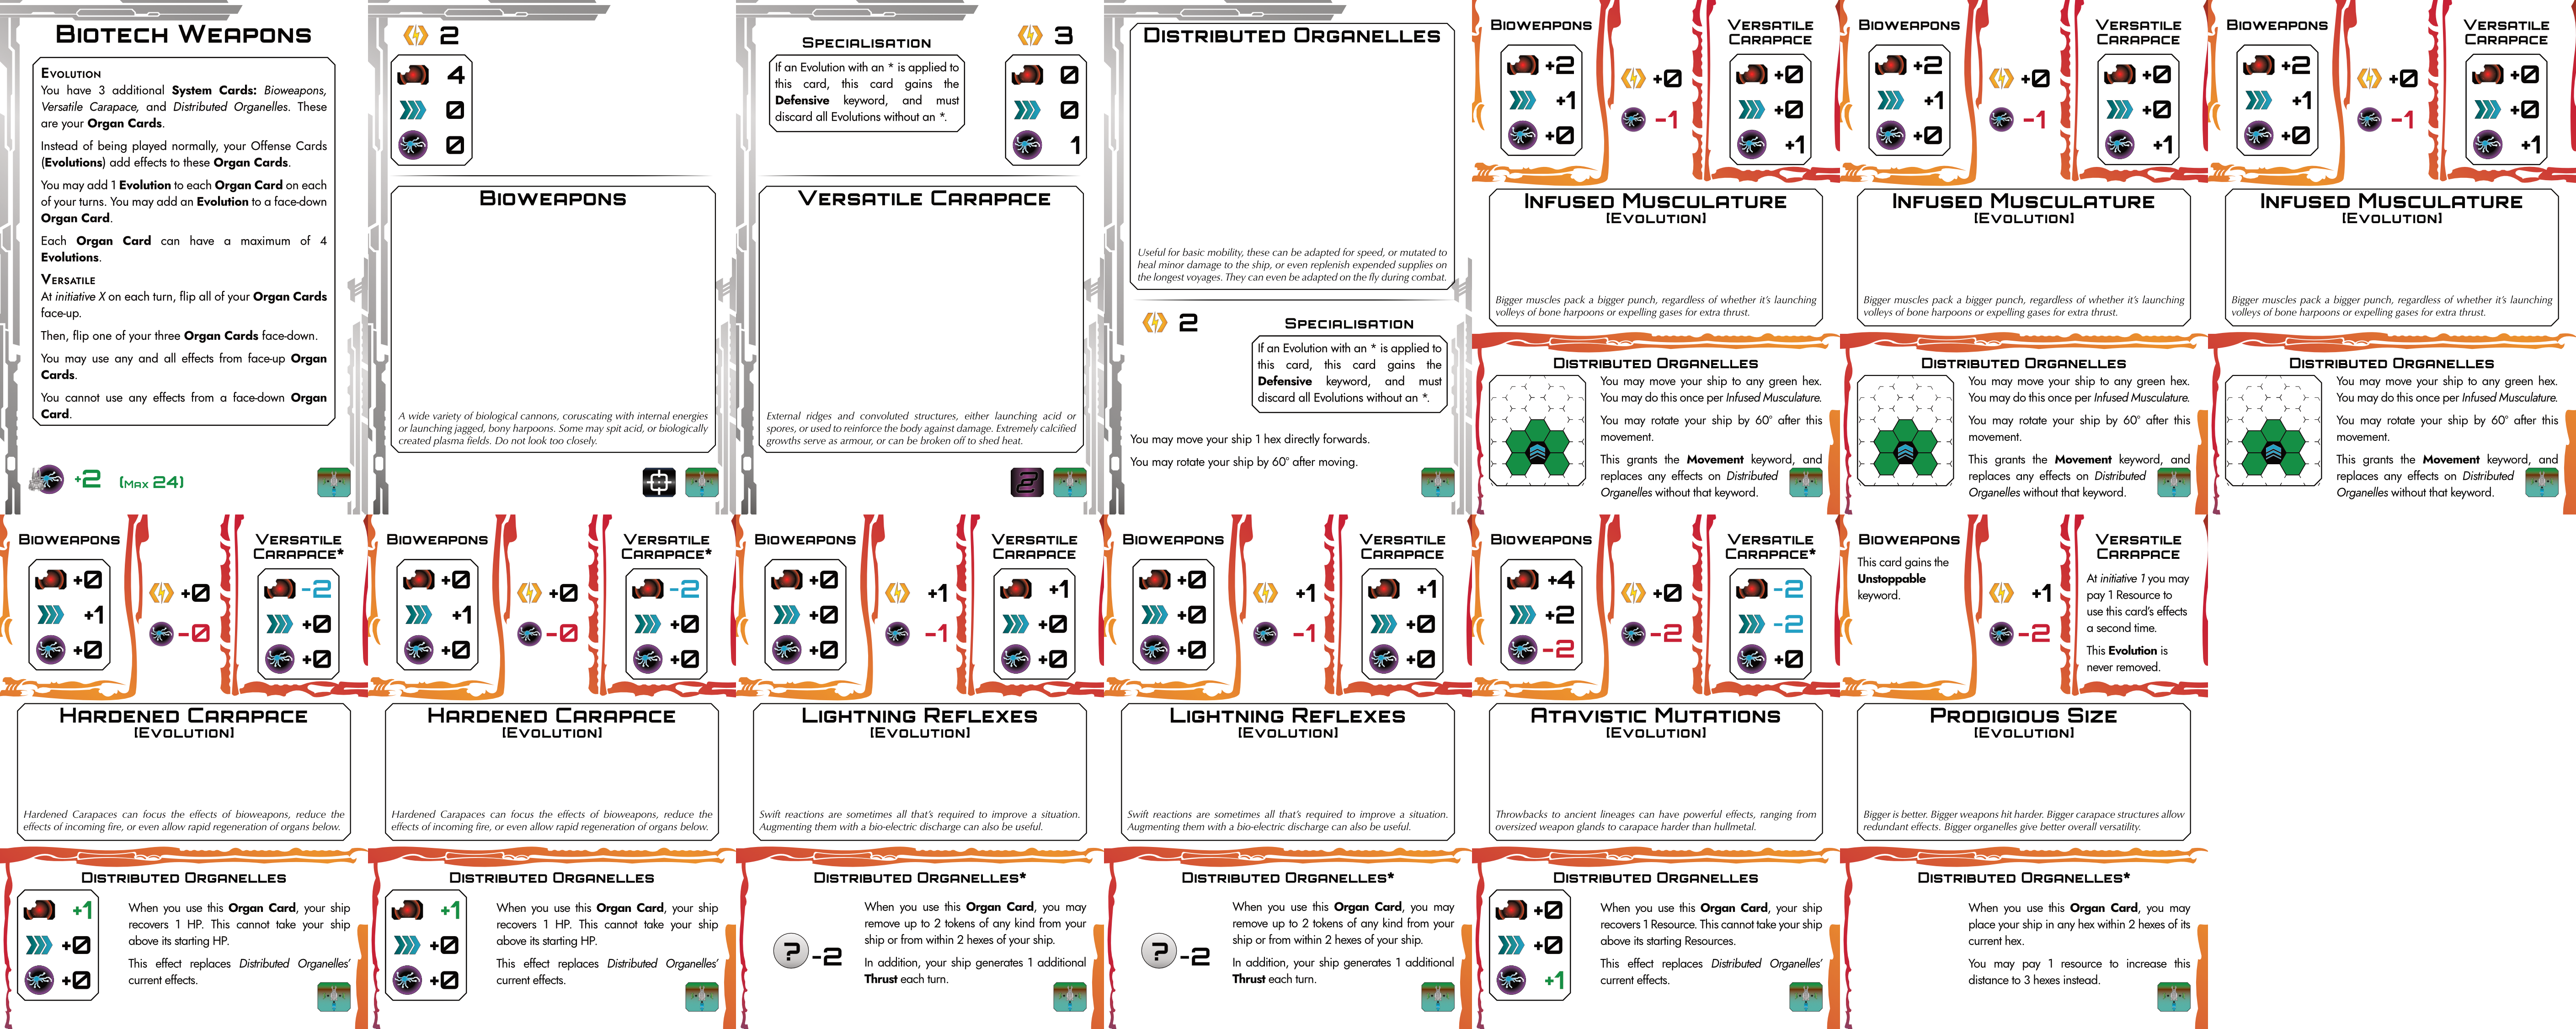 BIOTECH WEAPONS
EVOLUTION
You have 3 additional System Cards: Bioweapons,
Versatile Carapace, and Distributed Organelles. These
are your Organ Cards.
Instead of being played normally, your Offense Cards
(Evolutions) add effects to these Organ Cards.
You may add 1 Evolution to each Organ Card on each
of your turns. You may add an Evolution to a face-down
Organ Card.
Each Organ Card can have a maximum of 4
Evolutions.
VERSATILE
At initiative X on each turn, flip all of your Organ Cards
face-up.
Then, flip one of your three Organ Cards face-down.
You may use any and all effects from face-up Organ
Cards.
You cannot use any effects from a face-down Organ
Card.
+2 (MAX 24)
2
4
0
0
BIOWEAPONS
A wide variety of biological cannons, coruscating with internal energies
or launching jagged, bony harpoons. Some may spit acid, or biologically
created plasma fields. Do not look too closely.
SPECIALISATION
If an Evolution with an * is applied to
this card, this card gains the
Defensive keyword, and must
discard all Evolutions without an *.
3
0
0
1
VERSATILE CARAPACE
External ridges and convoluted structures, either launching acid or
spores, or used to reinforce the body against damage. Extremely calcified
growths serve as armour, or can be broken off to shed heat.
2
DISTRIBUTED ORGANELLES
Useful for basic mobility, these can be adapted for speed, or mutated to
heal minor damage to the ship, or even replenish expended supplies on
the longest voyages. They can even be adapted on the fly during combat.
2
SPECIALISATION
If an Evolution with an * is applied to
this card, this card gains the
Defensive keyword, and must
discard all Evolutions without an *.
You may move your ship 1 hex directly forwards.
You may rotate your ship by 60° after moving.
BIOWEAPONS
+2
+1
+0
+0
-1
VERSATILE
CARAPACE
+0
+0
+1
INFUSED MUSCULATURE
[EVOLUTION]
Bigger muscles pack a bigger punch, regardless of whether it's launching
volleys of bone harpoons or expelling gases for extra thrust.
DISTRIBUTED ORGANELLES
You may move your ship to any green hex.
You may do this once per Infused Musculature.
You may rotate your ship by 60° after this
movement.
This grants the Movement keyword, and
replaces any effects on Distributed
Organelles without that keyword.
BIOWEAPONS
+2
+1
+0
+0
-1
VERSATILE
CARAPACE
+0
+0
+1
INFUSED MUSCULATURE
[EVOLUTION]
Bigger muscles pack a bigger punch, regardless of whether it's launching
volleys of bone harpoons or expelling gases for extra thrust.
DISTRIBUTED ORGANELLES
You may move your ship to any green hex.
You may do this once per Infused Musculature.
You may rotate your ship by 60° after this
movement.
This grants the Movement keyword, and
replaces any effects on Distributed
Organelles without that keyword.
BIOWEAPONS
+2
+1
+0
+0
-1
VERSATILE
CARAPACE
+0
+0
+1
INFUSED MUSCULATURE
[EVOLUTION]
Bigger muscles pack a bigger punch, regardless of whether it's launching
volleys of bone harpoons or expelling gases for extra thrust.
DISTRIBUTED ORGANELLES
You may move your ship to any green hex.
You may do this once per Infused Musculature.
You may rotate your ship by 60° after this
movement.
This grants the Movement keyword, and
replaces any effects on Distributed
Organelles without that keyword.
BIOWEAPONS
+0
+1
+0
+0
-0
VERSATILE
CARAPACE*
-2
+0
+0
HARDENED CARAPACE
[EVOLUTION]
Hardened Carapaces can focus the effects of bioweapons, reduce the
effects of incoming fire, or even allow rapid regeneration of organs below.
DISTRIBUTED ORGANELLES
+1
+0
+0
When you use this Organ Card, your ship
recovers 1 HP. This cannot take your ship
above its starting HP.
This effect replaces Distributed Organelles'
current effects.
BIOWEAPONS
+0
+1
+0
+0
-0
VERSATILE
CARAPACE*
-2
+0
+0
HARDENED CARAPACE
[EVOLUTION]
Hardened Carapaces can focus the effects of bioweapons, reduce the
effects of incoming fire, or even allow rapid regeneration of organs below.
DISTRIBUTED ORGANELLES
+1
+0
+0
When you use this Organ Card, your ship
recovers 1 HP. This cannot take your ship
above its starting HP.
This effect replaces Distributed Organelles'
current effects.
BIOWEAPONS
+0
+0
+0
+1
-1
VERSATILE
CARAPACE
+1
+0
+0
LIGHTNING REFLEXES
[EVOLUTION]
Swift reactions are sometimes all that's required to improve a situation.
Augmenting them with a bio-electric discharge can also be useful.
DISTRIBUTED ORGANELLES*
? -2
When you use this Organ Card, you may
remove up to 2 tokens of any kind from your
ship or from within 2 hexes of your ship.
In addition, your ship generates 1 additional
Thrust each turn.
BIOWEAPONS
+0
+0
+0
+1
-1
VERSATILE
CARAPACE
+1
+0
+0
LIGHTNING REFLEXES
[EVOLUTION]
Swift reactions are sometimes all that's required to improve a situation.
Augmenting them with a bio-electric discharge can also be useful.
DISTRIBUTED ORGANELLES*
? -2
When you use this Organ Card, you may
remove up to 2 tokens of any kind from your
ship or from within 2 hexes of your ship.
In addition, your ship generates 1 additional
Thrust each turn.
BIOWEAPONS
+4
+2
-2
+0
-2
VERSATILE
CARAPACE*
-2
-2
+0
ATAVISTIC MUTATIONS
[EVOLUTION]
Throwbacks to ancient lineages can have powerful effects, ranging from
oversized weapon glands to carapace harder than hullmetal.
DISTRIBUTED ORGANELLES
+0
+0
+1
When you use this Organ Card, your ship
recovers 1 Resource. This cannot take your ship
above its starting Resources.
This effect replaces Distributed Organelles'
current effects.
BIOWEAPONS
This card gains the
Unstoppable
keyword.
+1
-2
VERSATILE
CARAPACE
At initiative 1 you may
pay 1 Resource to
use this card's effects
a second time.
This Evolution is
never removed.
PRODIGIOUS SIZE
[EVOLUTION]
Bigger is better. Bigger weapons hit harder. Bigger carapace structures allow
redundant effects. Bigger organelles give better overall versatility.
DISTRIBUTED ORGANELLES*
When you use this Organ Card, you may
place your ship in any hex within 2 hexes of its
current hex.
You may pay 1 resource to increase this
distance to 3 hexes instead.